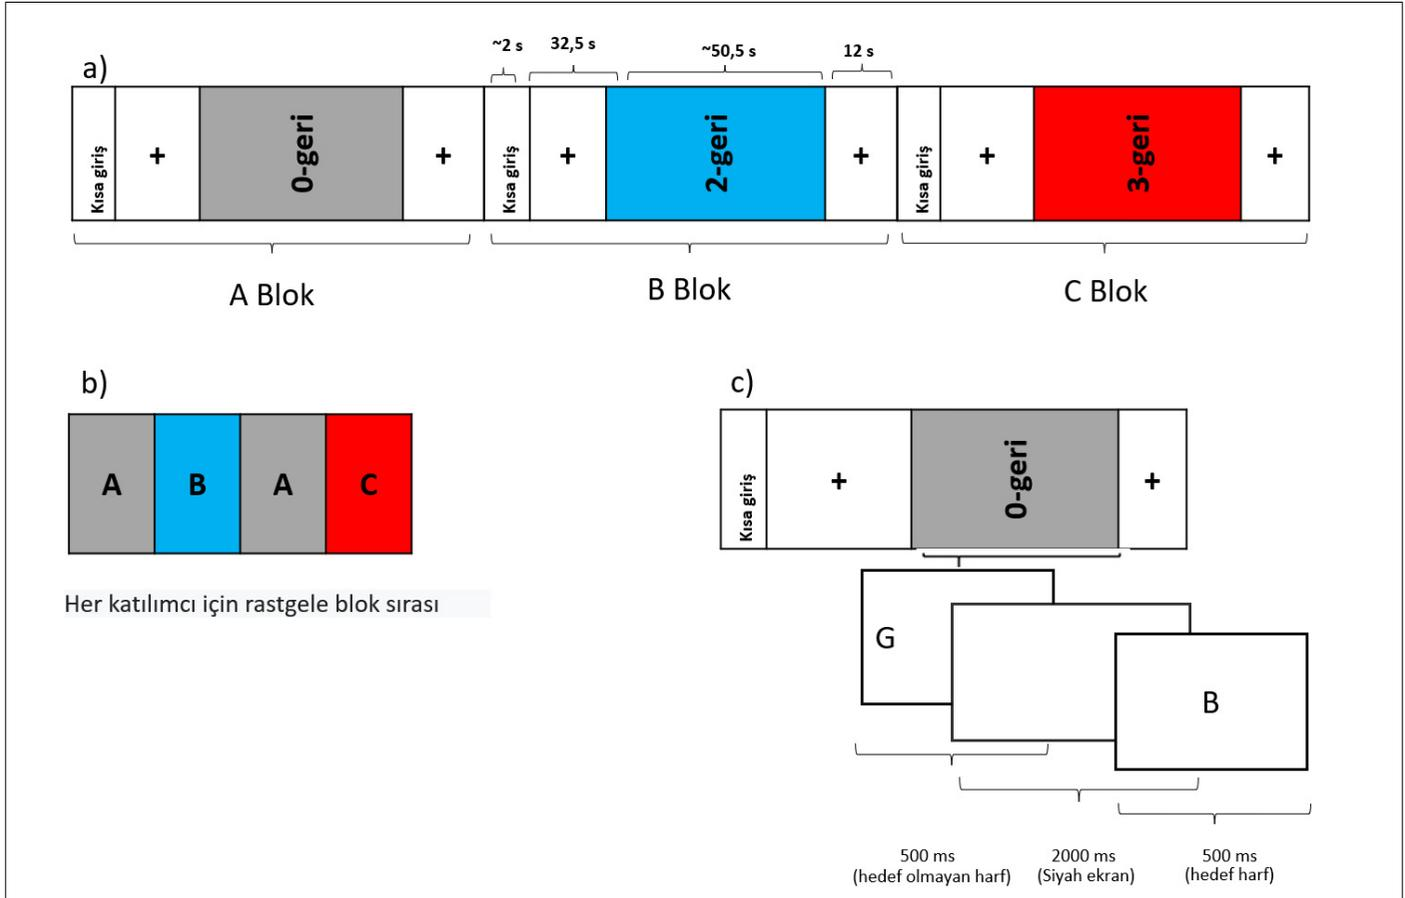 a)
~2 s
32,5 s
~50,5 s
12 s
Kısa giriş
+
0-geri
+
Kısa giriş
+
2-geri
+
Kısa giriş
+
3-geri
+
A Blok
B Blok
C Blok
b)
A
B
A
C
Her katılımcı için rastgele blok sırası
c)
Kısa giriş
+
0-geri
+
G
B
500 ms
(hedef olmayan harf)
2000 ms
(Siyah ekran)
500 ms
(hedef harf)